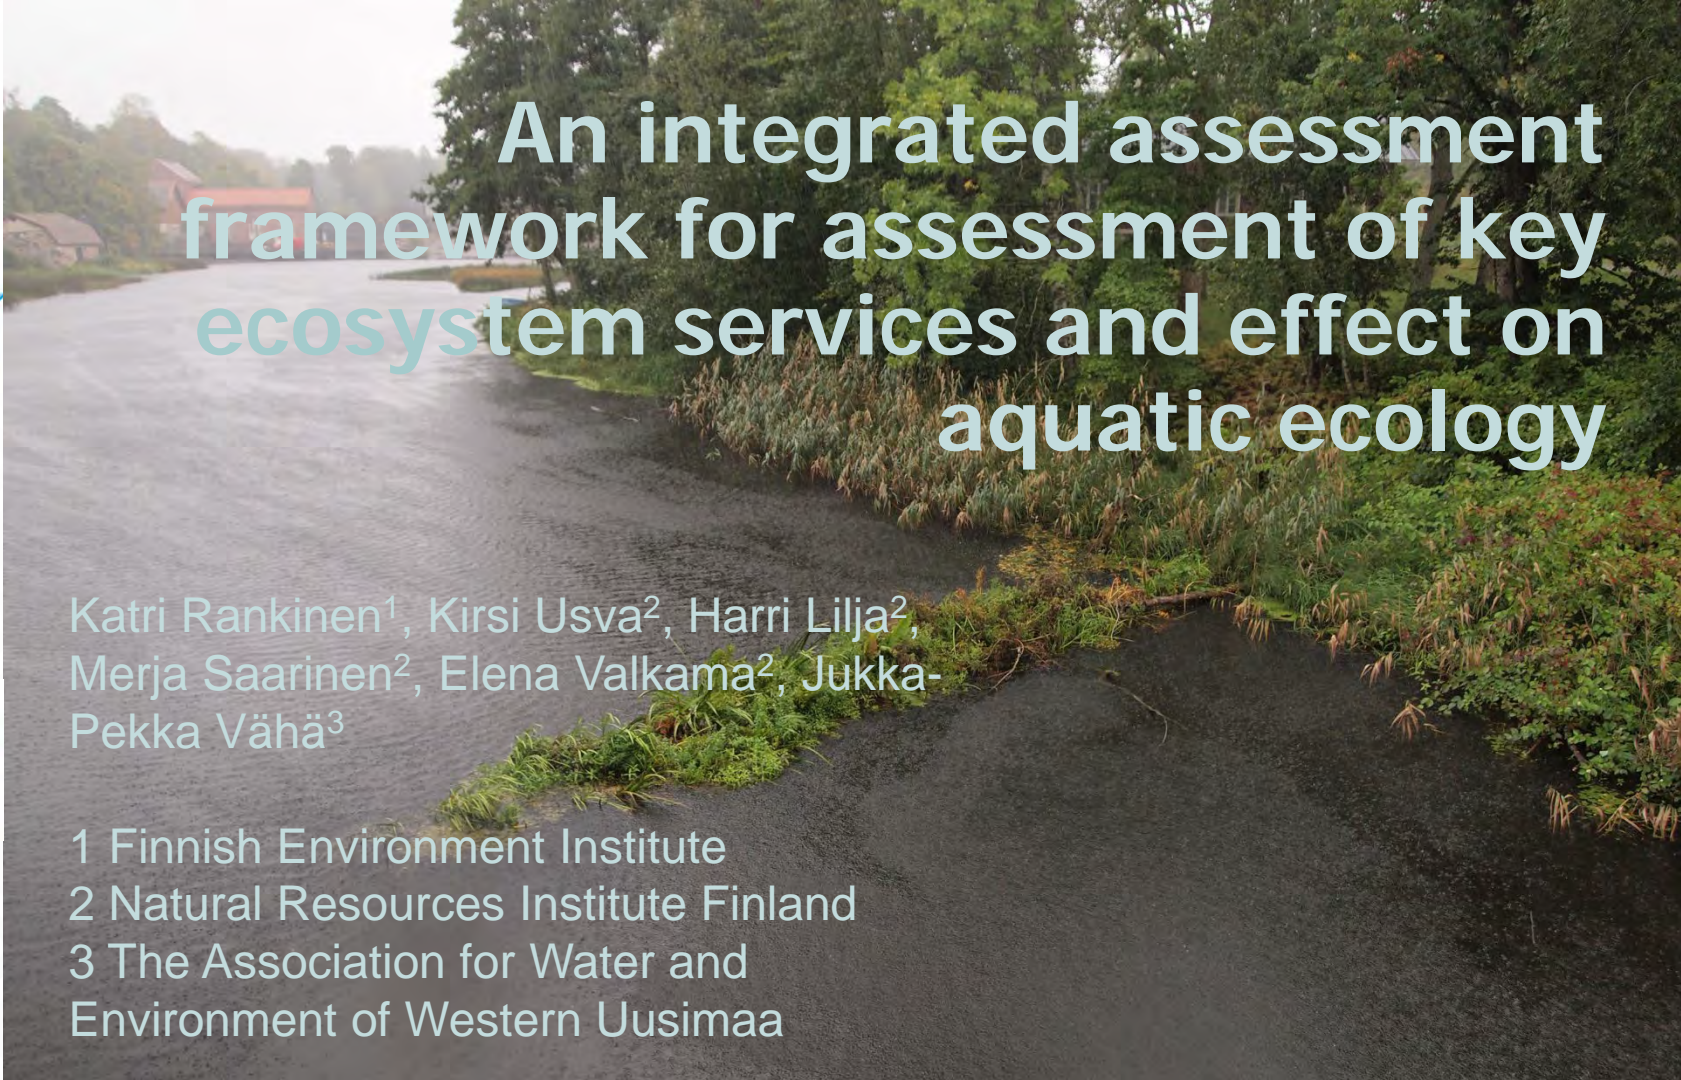 An integrated assessment
framework for assessment of key
ecosystem services and effect on
aquatic ecology
Katri Rankinen¹, Kirsi Usva², Harri Lilja²,
Merja Saarinen², Elena Valkama², Jukka-
Pekka Vähä³
1 Finnish Environment Institute
2 Natural Resources Institute Finland
3 The Association for Water and
Environment of Western Uusimaa